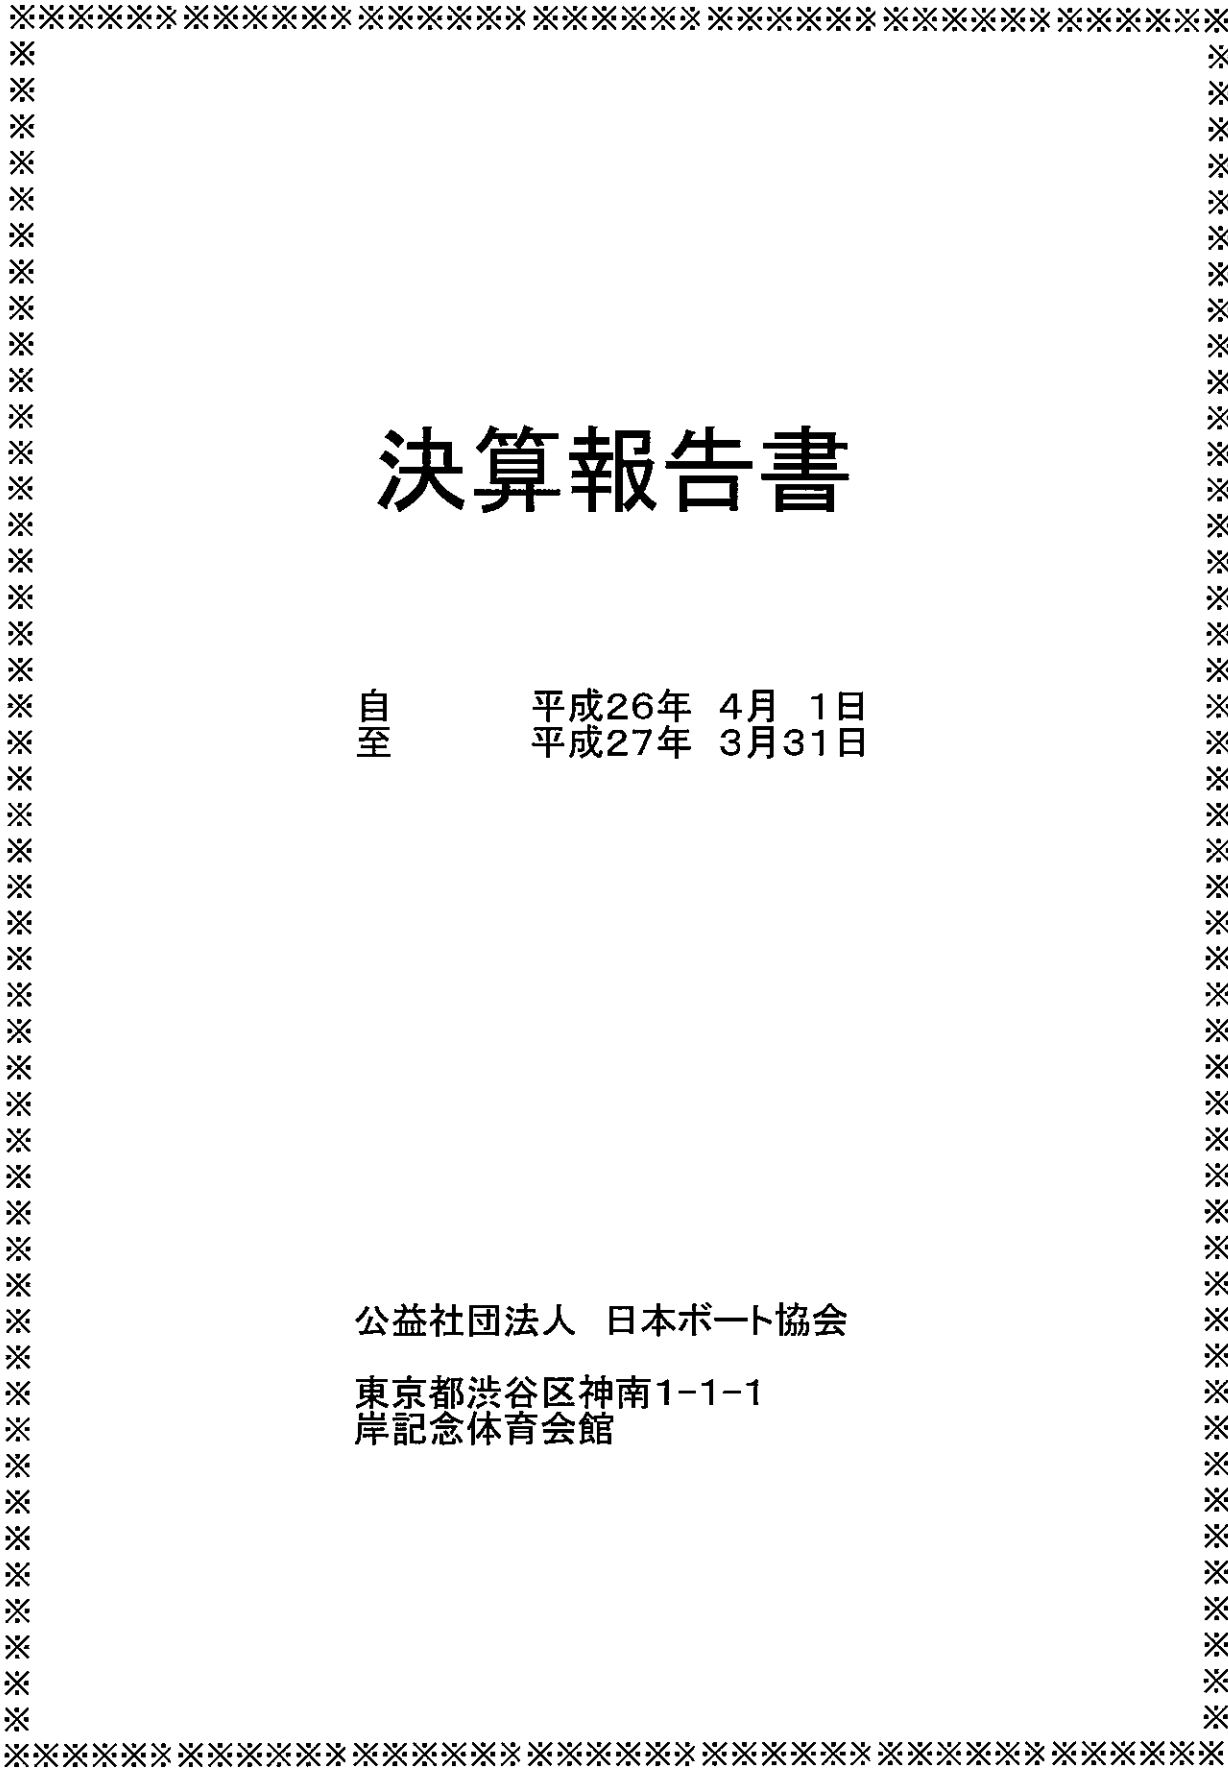 決算報告書
自 平成26年 4月 1日
至 平成27年 3月31日
公益社団法人 日本ボート協会
東京都渋谷区神南1-1-1
岸記念体育会館